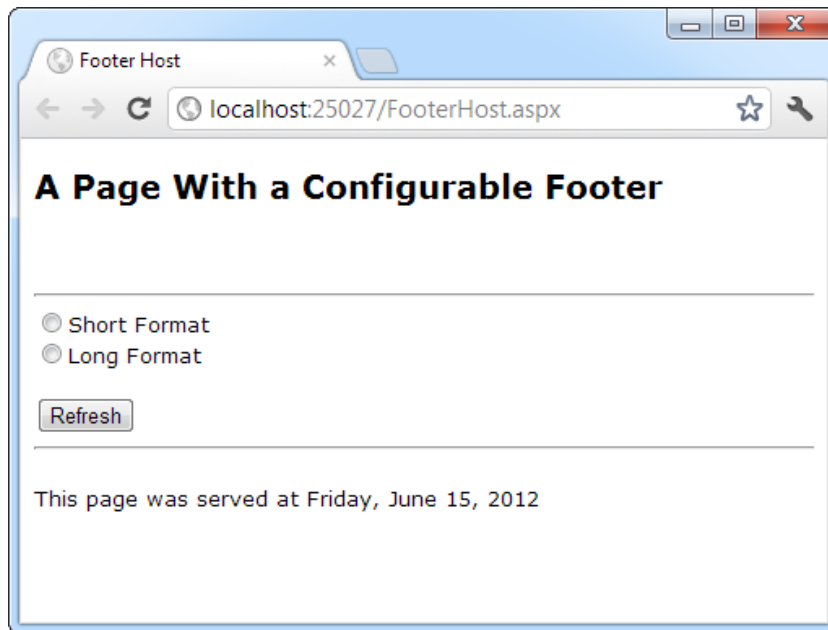 Footer Host
localhost:25027/FooterHost.aspx
A Page With a Configurable Footer
Short Format
Long Format
Refresh
This page was served at Friday, June 15, 2012